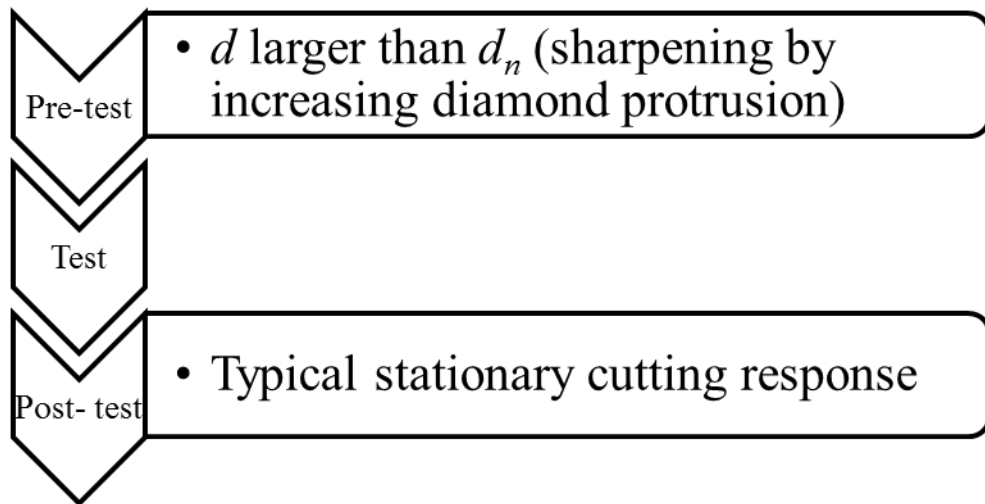 Pre-test
• d larger than dₙ (sharpening by
increasing diamond protrusion)
Test
Post- test
• Typical stationary cutting response